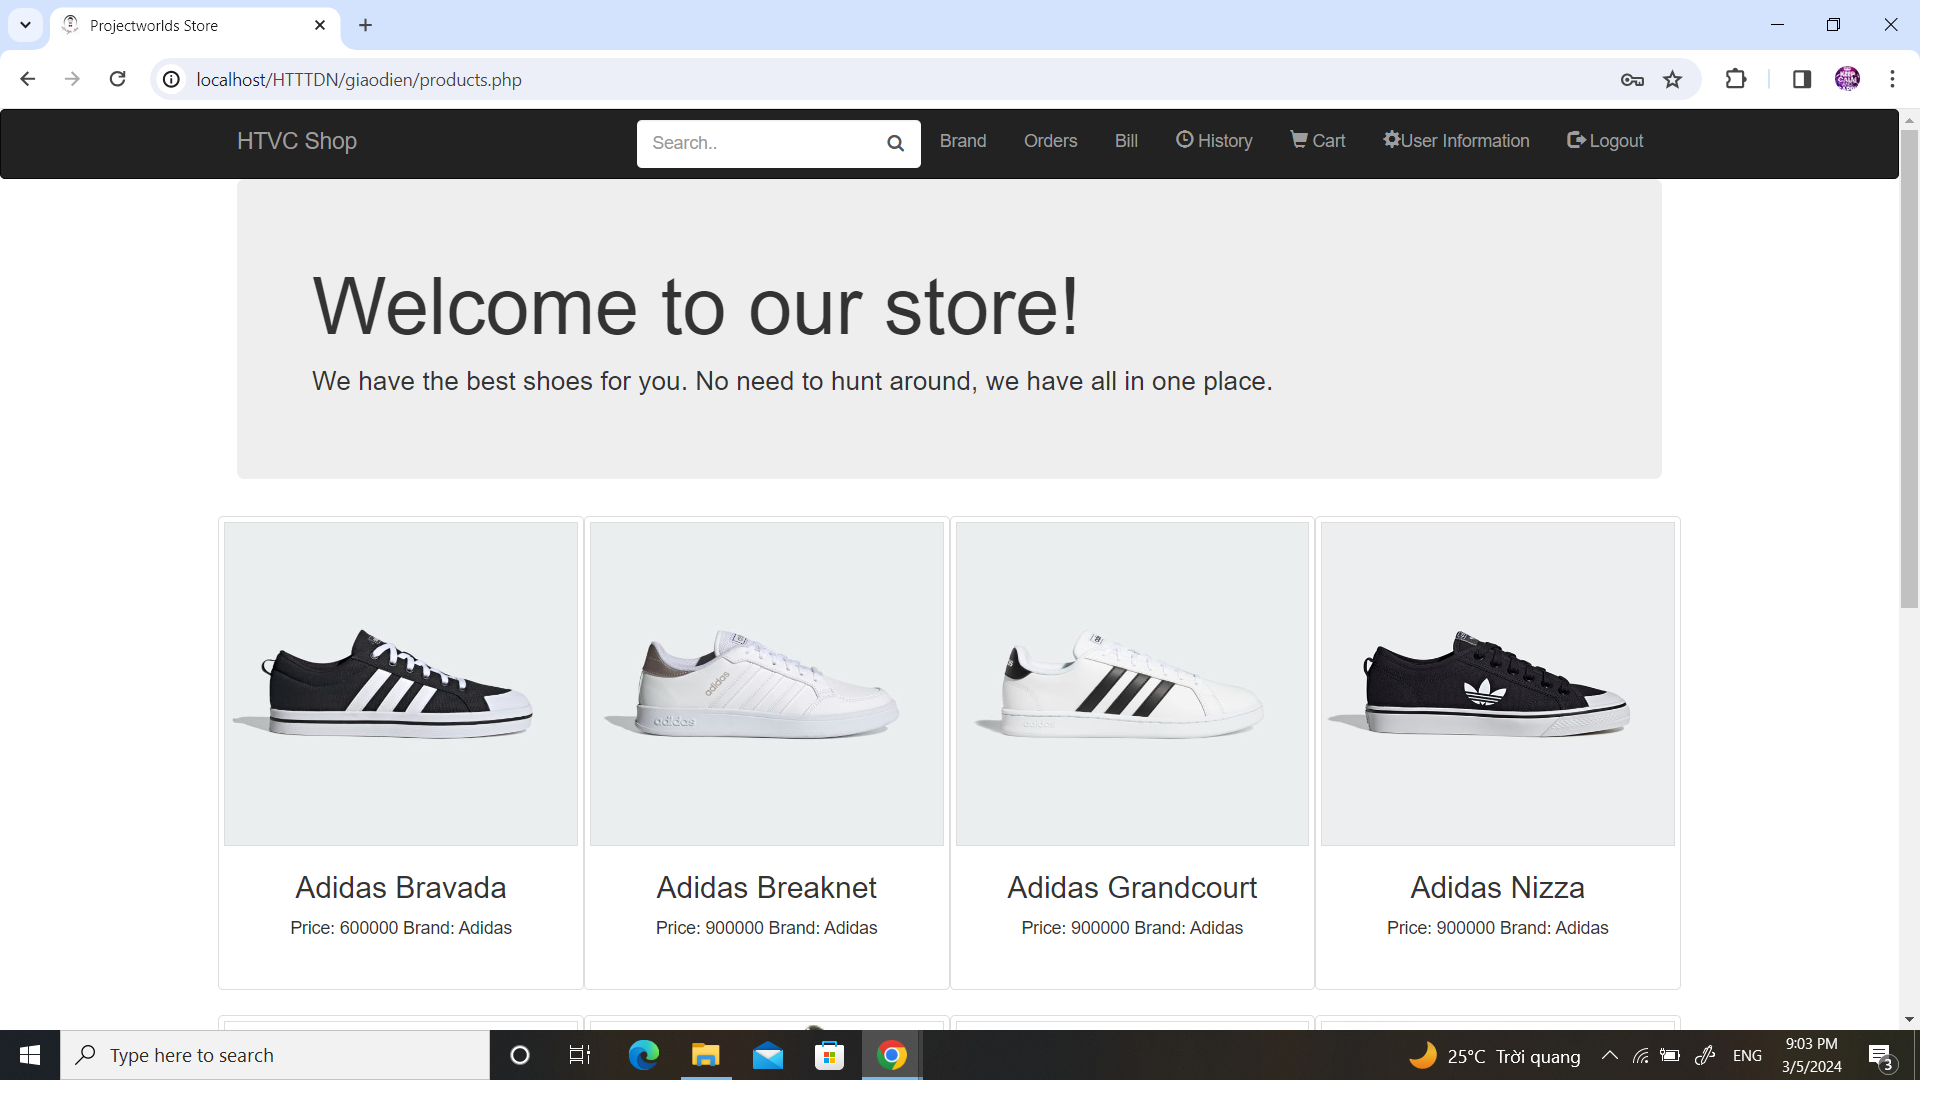 Projectworlds Store
localhost/HTTTDN/giaodien/products.php
HTVC Shop
Search..
Brand
Orders
Bill
History
Cart
User Information
Logout
Welcome to our store!
We have the best shoes for you. No need to hunt around, we have all in one place.
adidas
adidas
Adidas Bravada
Price: 600000 Brand: Adidas
Adidas Breaknet
Price: 900000 Brand: Adidas
Adidas Grandcourt
Price: 900000 Brand: Adidas
Adidas Nizza
Price: 900000 Brand: Adidas
Type here to search
25°C Trời quang
ENG
9:03 PM
3/5/2024
3